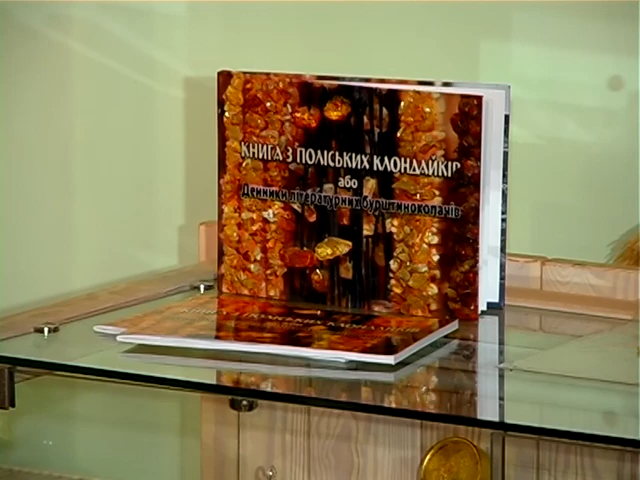 КНИГА З ПОЛІСЬКИХ КЛОНДАЙКІВ
або
Денники літературних бурштинокопачів